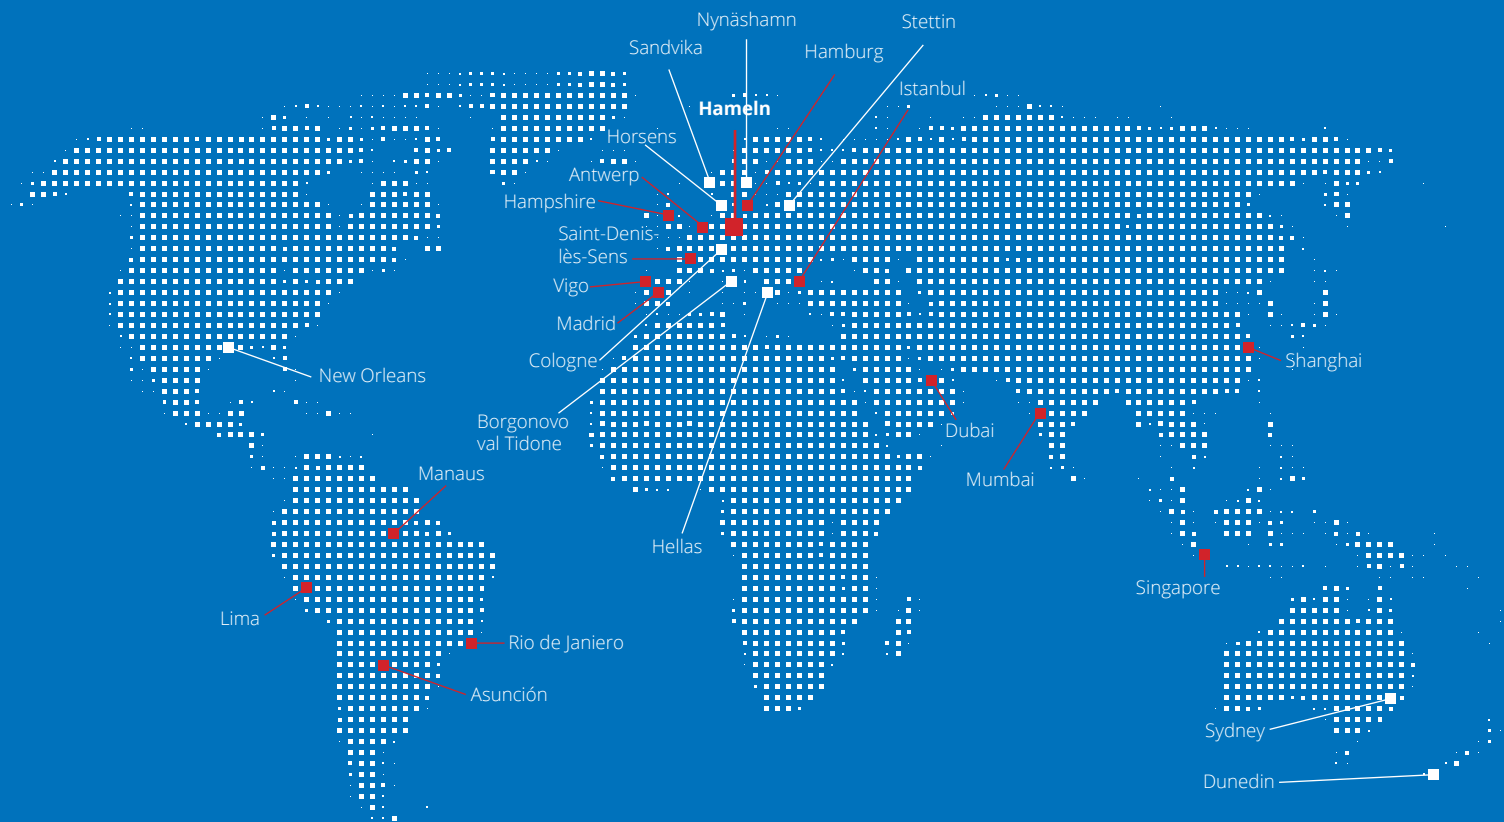 Nynäshamn
Stettin
Sandvika
Hamburg
Istanbul
Hameln
Horsens
Antwerp
Hampshire
Saint-Denis-
lès-Sens
Vigo
Madrid
Cologne
Shanghai
New Orleans
Borgonovo
val Tidone
Dubai
Manaus
Mumbai
Hellas
Singapore
Lima
Rio de Janiero
Asunción
Sydney
Dunedin